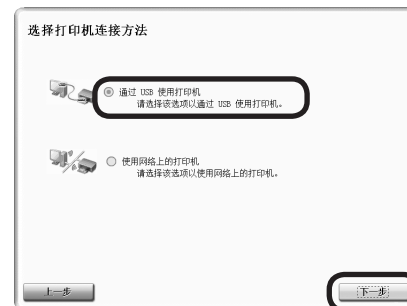 选择打印机连接方法
通过 USB 使用打印机
请选择该选项以通过 USB 使用打印机。
使用网络上的打印机
请选择该选项以使用网络上的打印机。
上一步
下一步